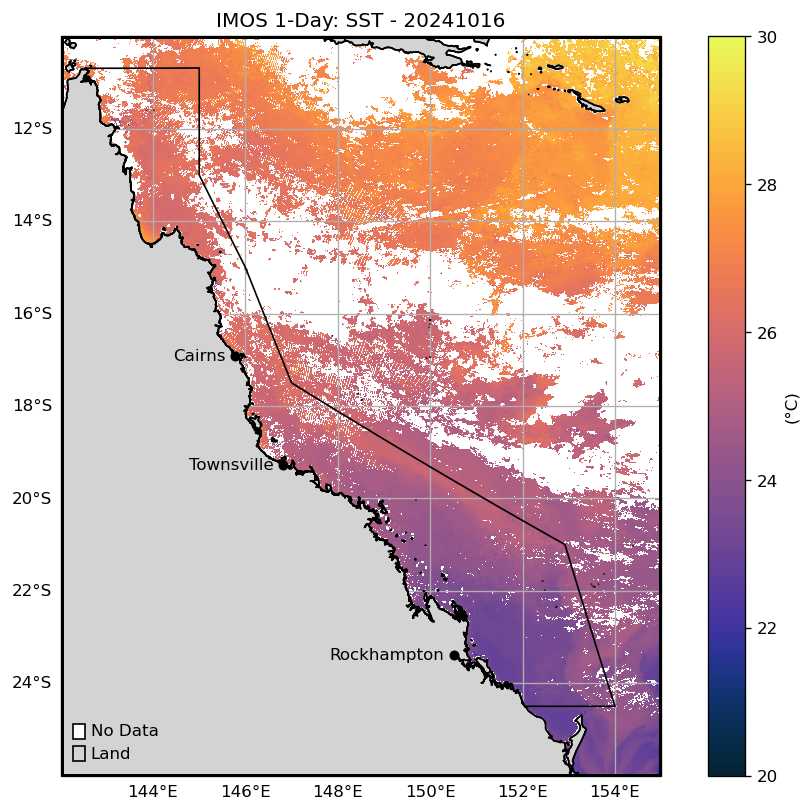 IMOS 1-Day: SST - 20241016
30
12°S
28
14°S
16°S
26
Cairns
(°C)
18°S
Townsville
24
20°S
22°S
22
Rockhampton
24°S
No Data
Land
20
144°E 146°E 148°E 150°E 152°E 154°E